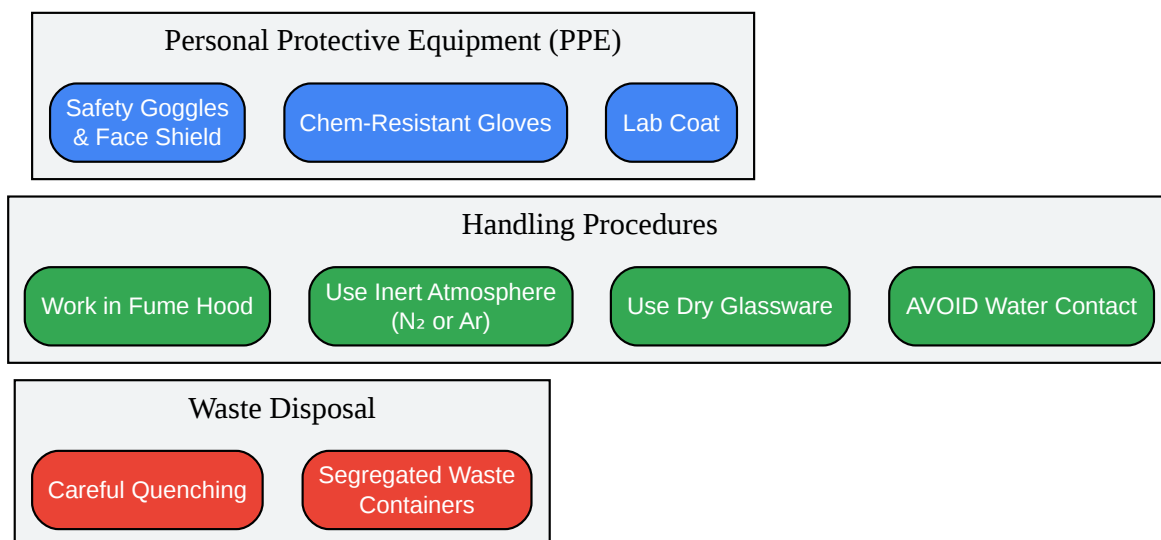 Personal Protective Equipment (PPE)
Safety Goggles
& Face Shield
Chem-Resistant Gloves
Lab Coat
Handling Procedures
Work in Fume Hood
Use Inert Atmosphere
(N₂ or Ar)
Use Dry Glassware
AVOID Water Contact
Waste Disposal
Careful Quenching
Segregated Waste
Containers